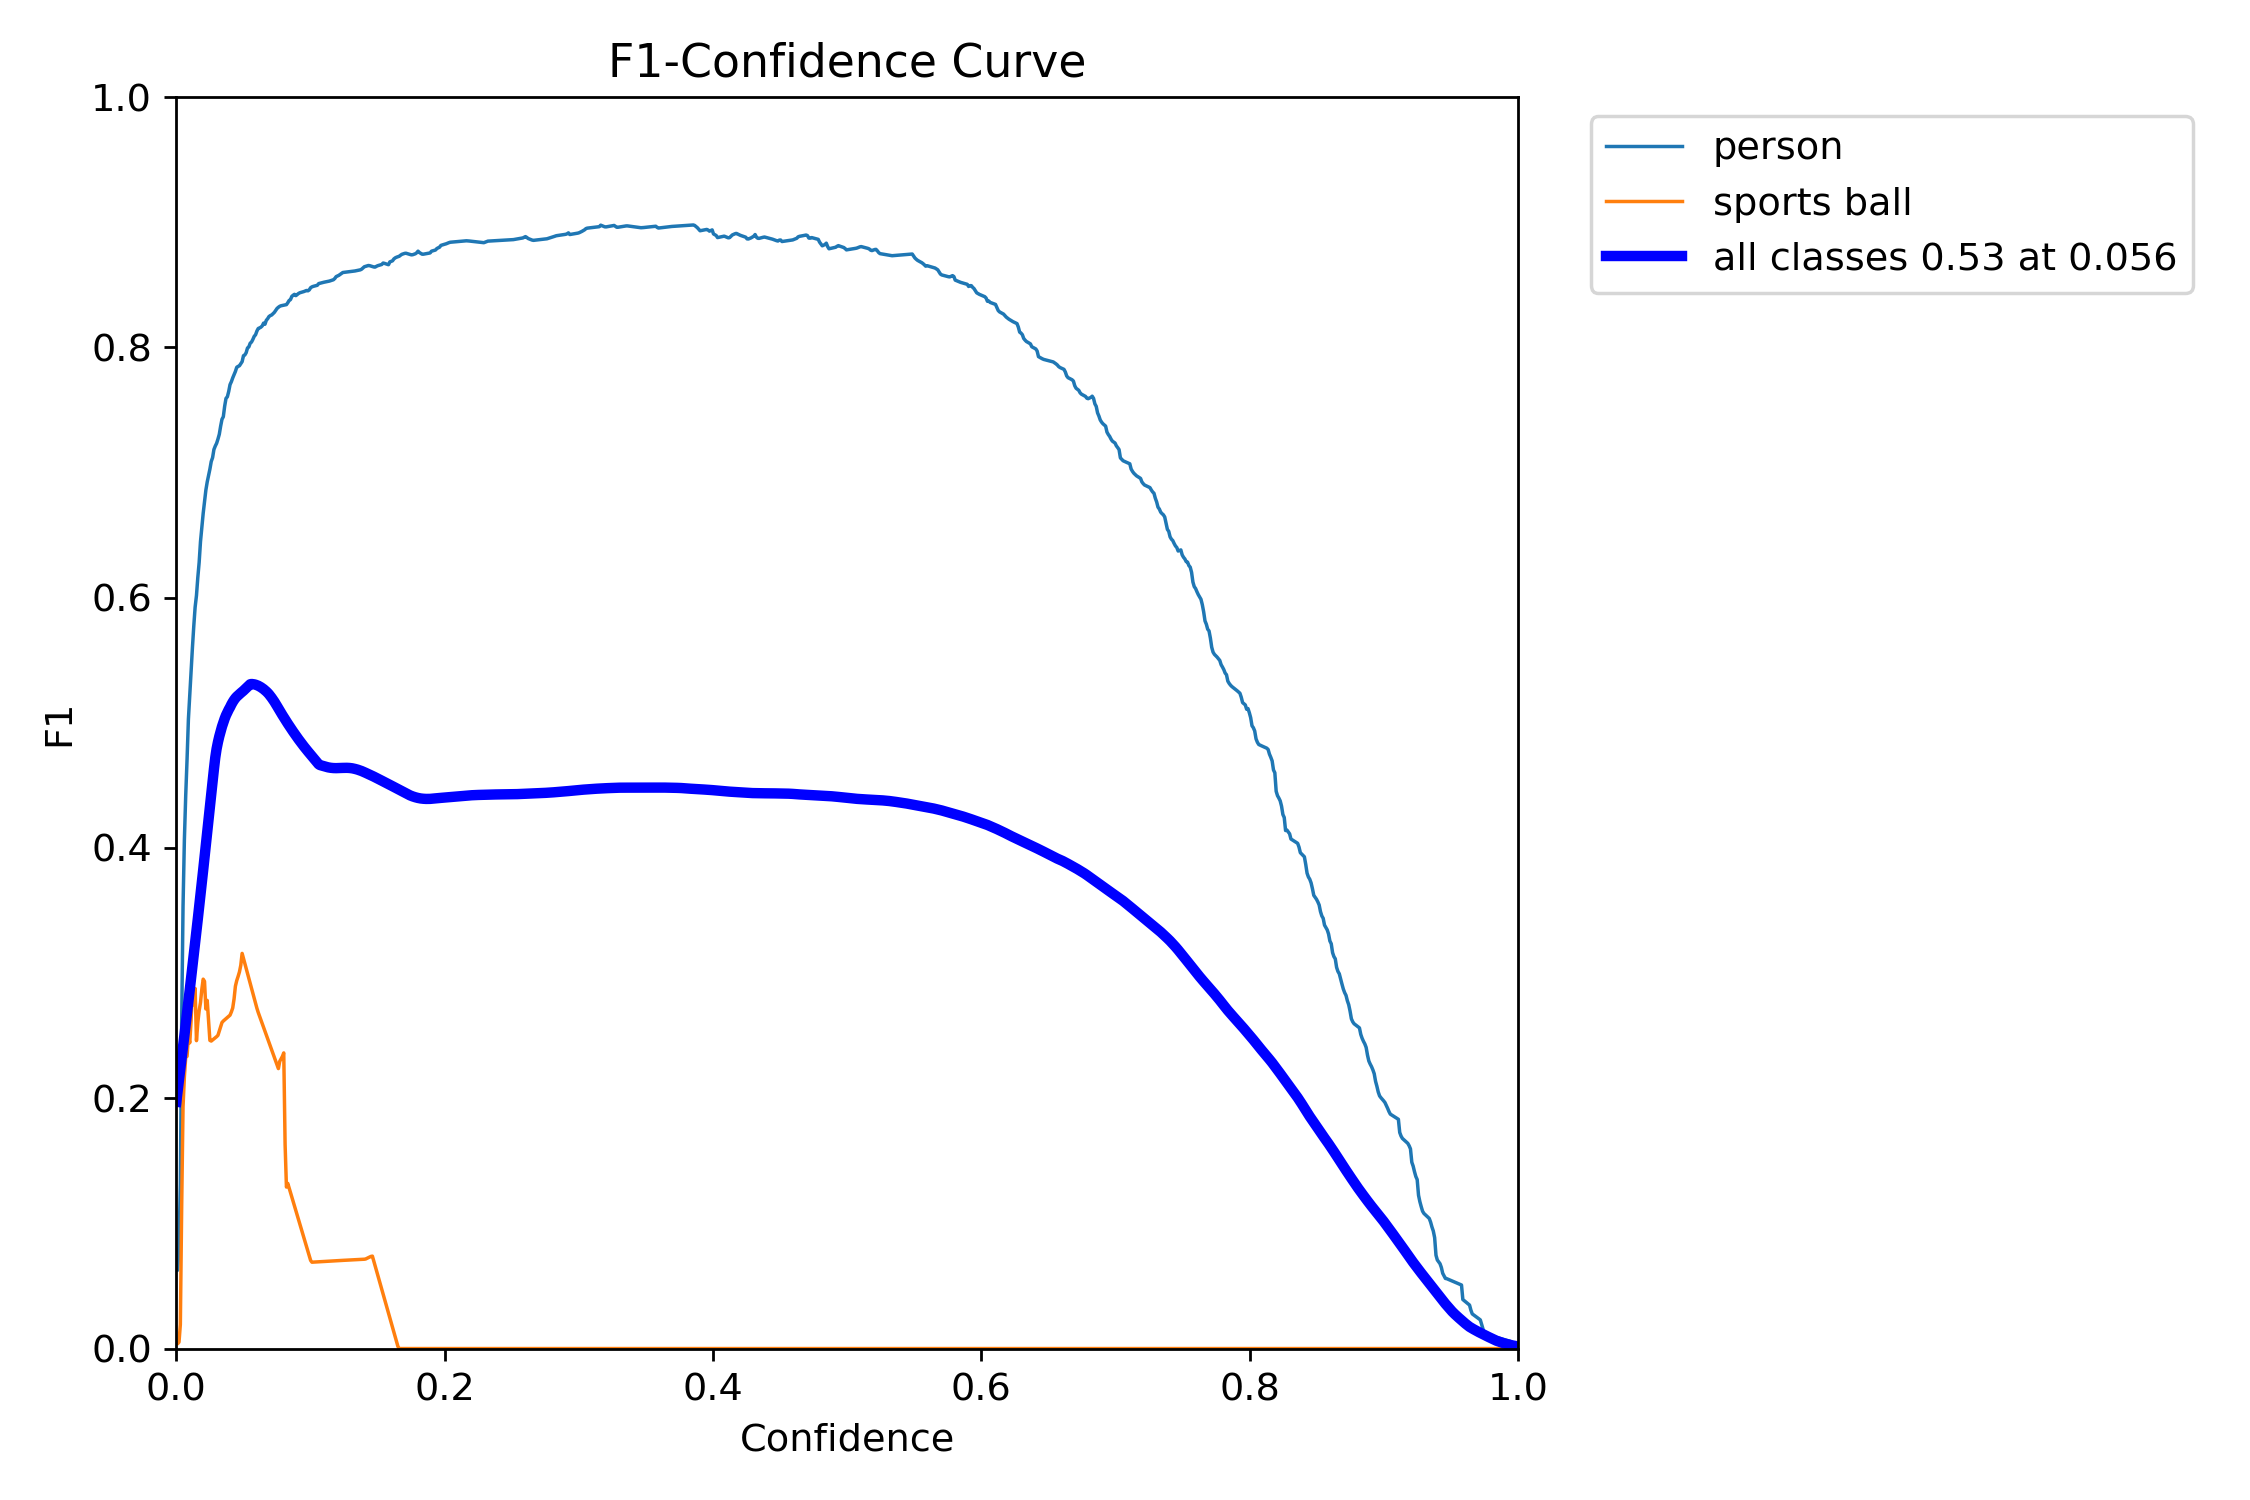 F1-Confidence Curve
1.0
0.8
0.6
0.4
0.2
0.0
F1
0.0 0.2 0.4 0.6 0.8 1.0
Confidence
person
sports ball
all classes 0.53 at 0.056